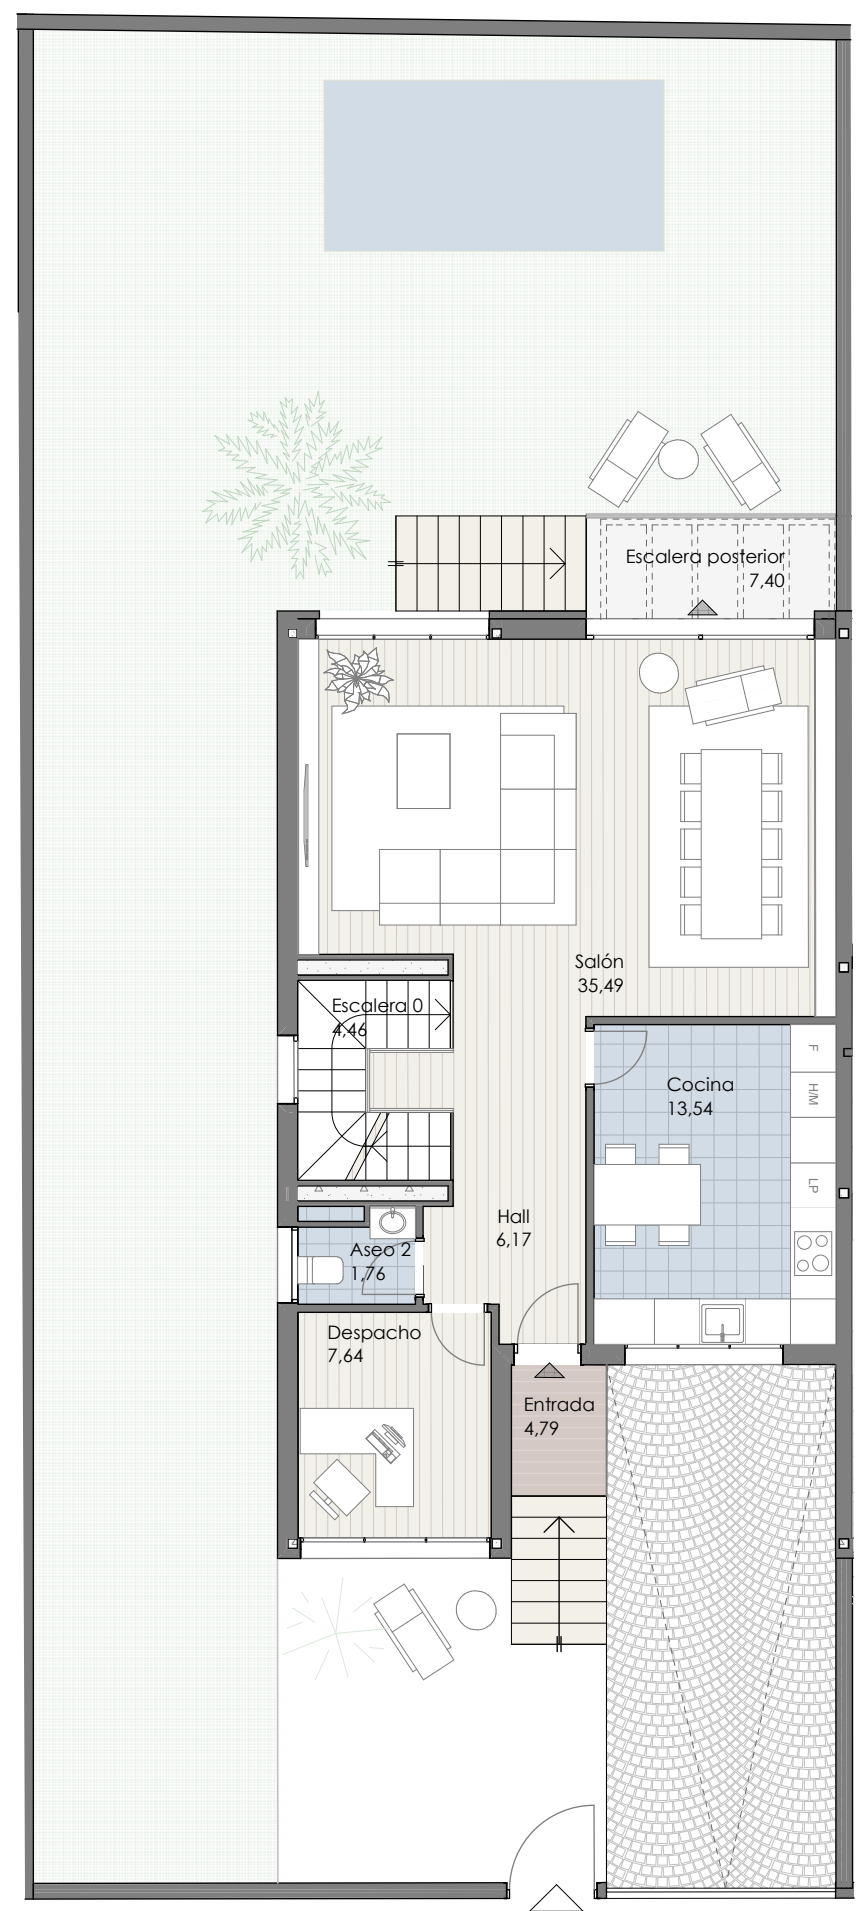 Escalera posterior
7,40
Salón
35,49
Escalera 0
4,46
Cocina
13,54
F
H/M
LP
Hall
6,17
Aseo 2
1,76
Despacho
7,64
Entrada
4,79